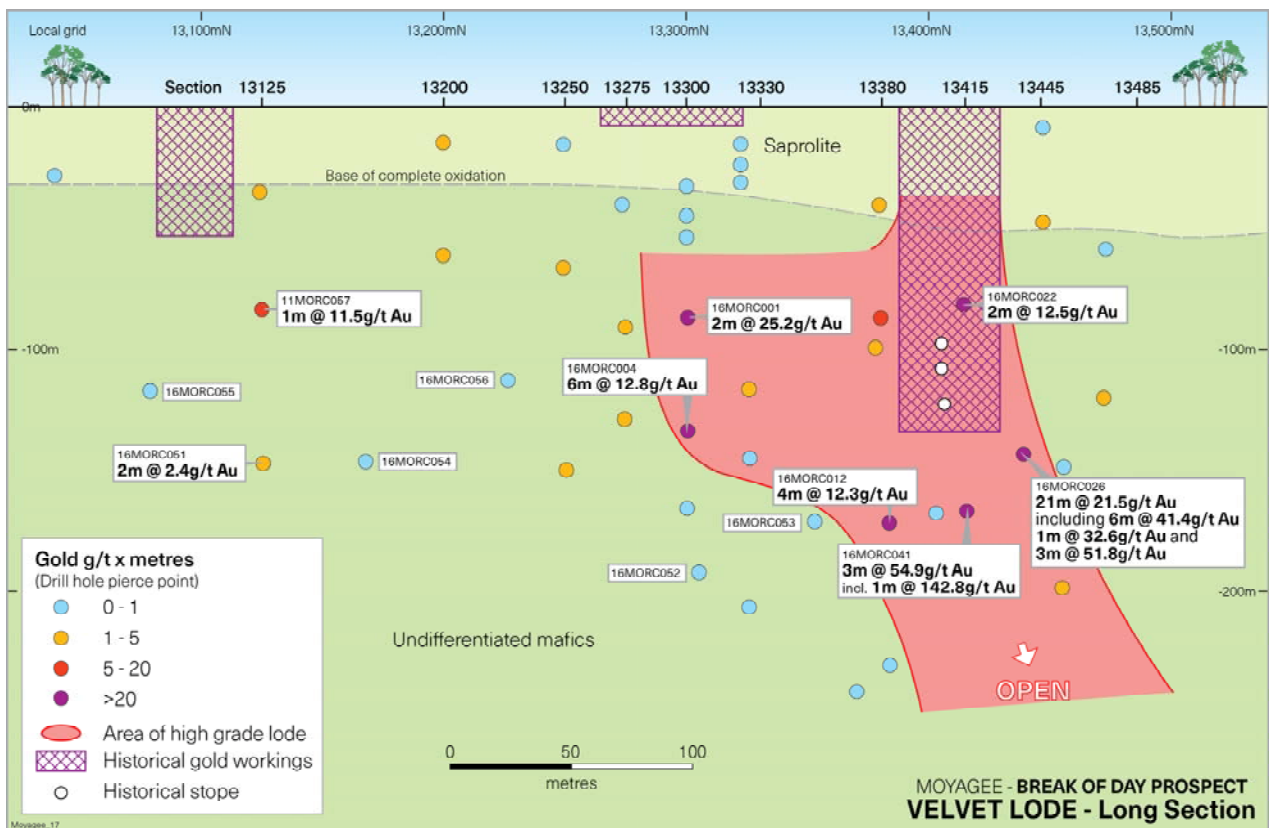 Local grid
13,100mN
13,200mN
13,300mN
13,400mN
13,500mN
Section 13125 13200 13250 13275 13300 13330 13380 13415 13445 13485
0m
Saprolite
Base of complete oxidation
11MORC057
1m @ 11.5g/t Au
16MORC001
2m @ 25.2g/t Au
16MORC022
2m @ 12.5g/t Au
-100m
-100m
16MORC004
6m @ 12.8g/t Au
16MORC056
16MORC055
16MORC051
2m @ 2.4g/t Au
16MORC054
16MORC012
4m @ 12.3g/t Au
16MORC026
21m @ 21.5g/t Au
including 6m @ 41.4g/t Au
1m @ 32.6g/t Au and
3m @ 51.8g/t Au
16MORC053
16MORC041
3m @ 54.9g/t Au
incl. 1m @ 142.8g/t Au
16MORC052
-200m
Undifferentiated mafics
OPEN
Gold g/t x metres
(Drill hole pierce point)
0 - 1
1 - 5
5 - 20
>20
Area of high grade lode
Historical gold workings
Historical stope
0 50 100
metres
MOYAGEE - BREAK OF DAY PROSPECT
VELVET LODE - Long Section
Moyagee_17